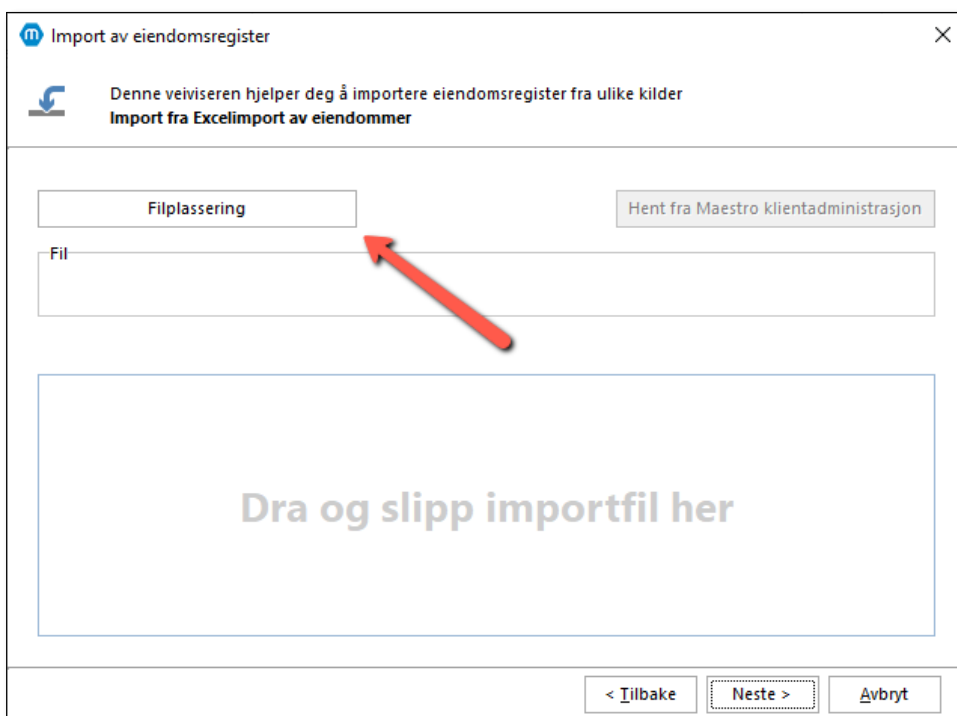 Import av eiendomsregister
Denne veiviseren hjelper deg å importere eiendomsregister fra ulike kilder
Import fra Excelimport av eiendommer
Filplassering
Hent fra Maestro klientadministrasjon
Fil
Dra og slipp importfil her
< Tilbake
Neste >
Avbryt